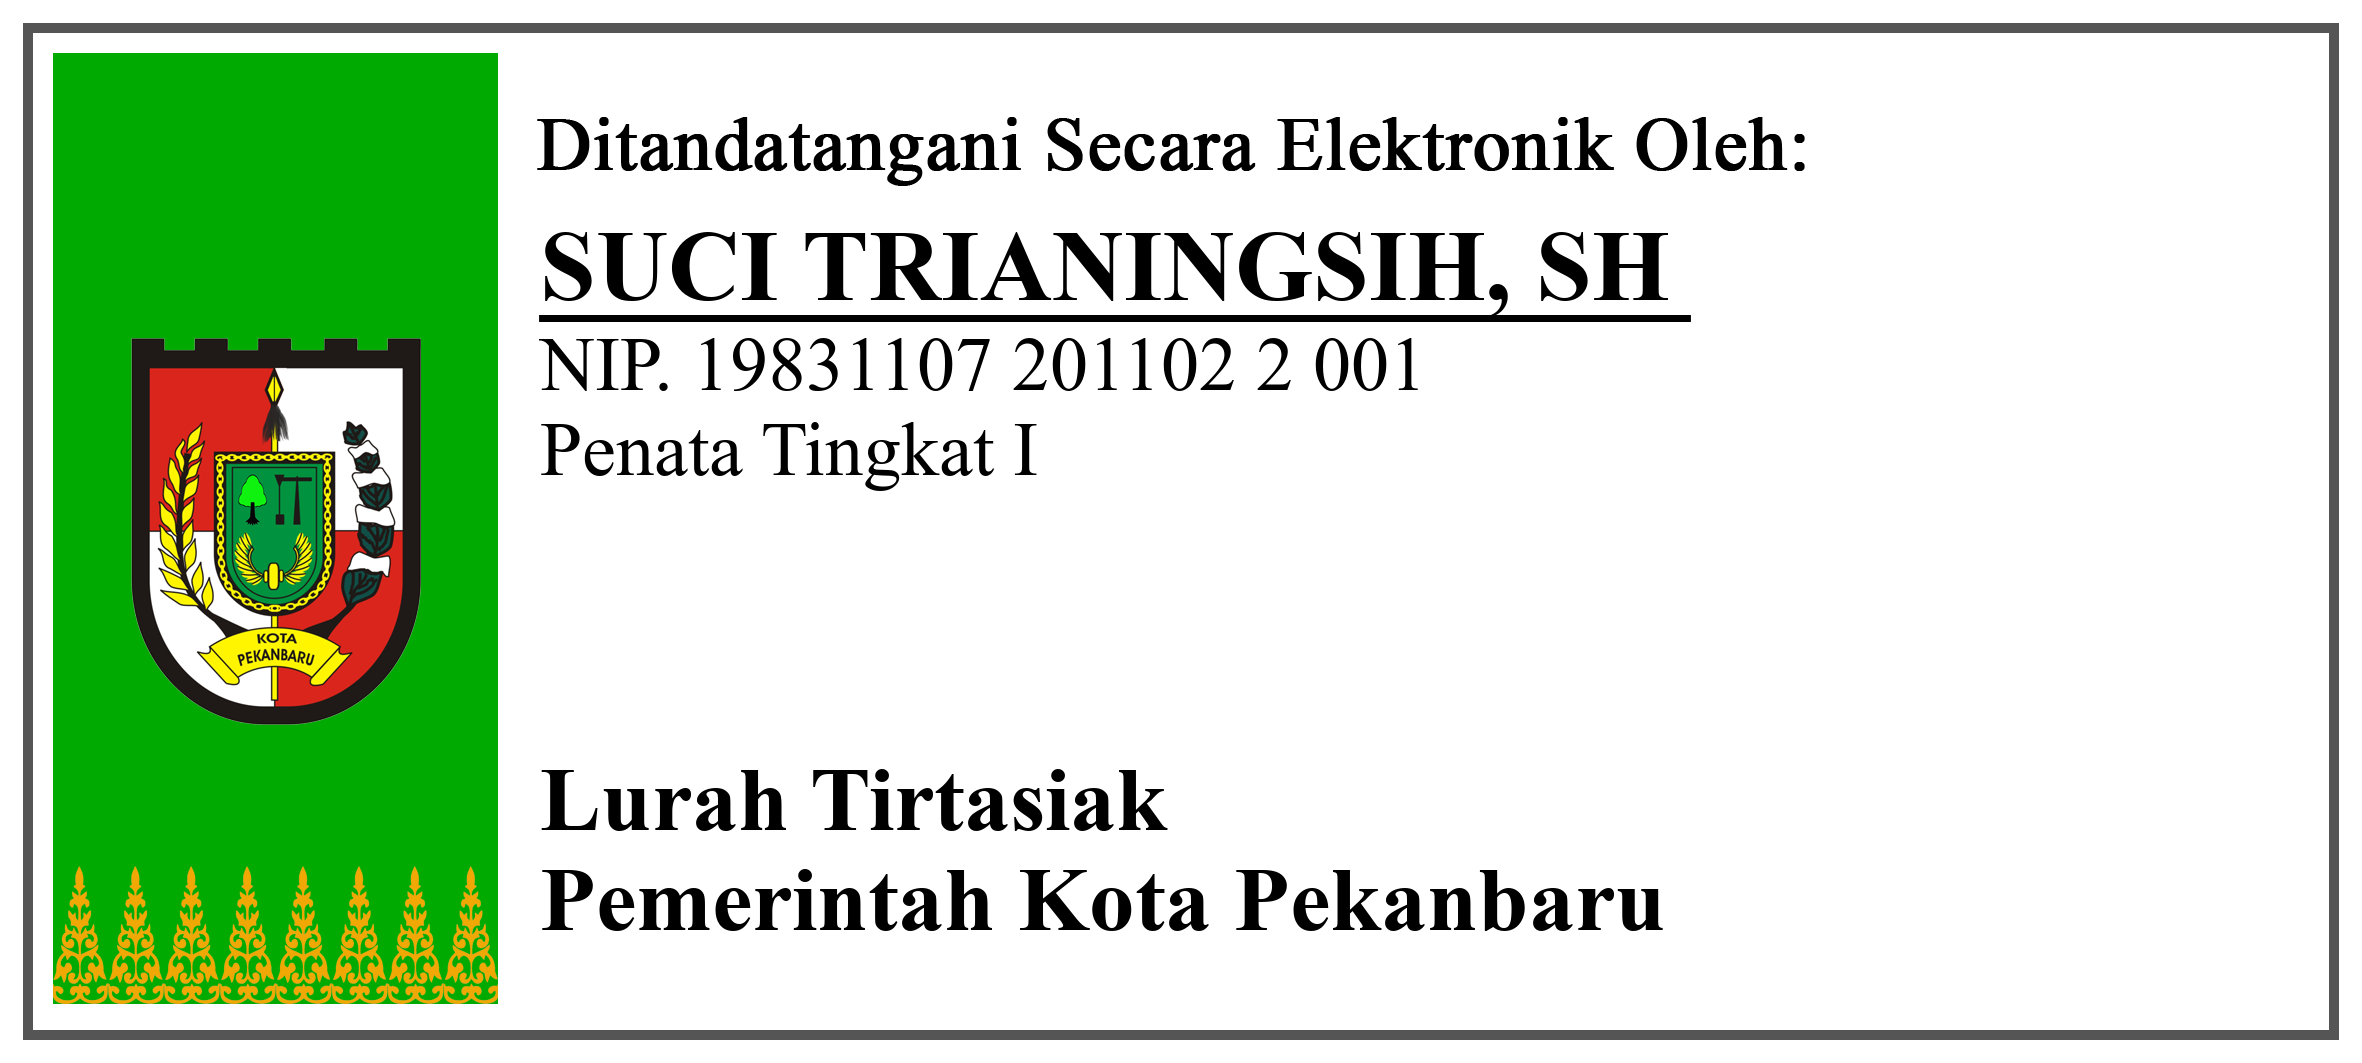 Ditandatangani Secara Elektronik Oleh:
SUCI TRIANINGSIH, SH
NIP. 19831107 201102 2 001
Penata Tingkat I
KOTA
PEKANBARU
Lurah Tirtasiak
Pemerintah Kota Pekanbaru